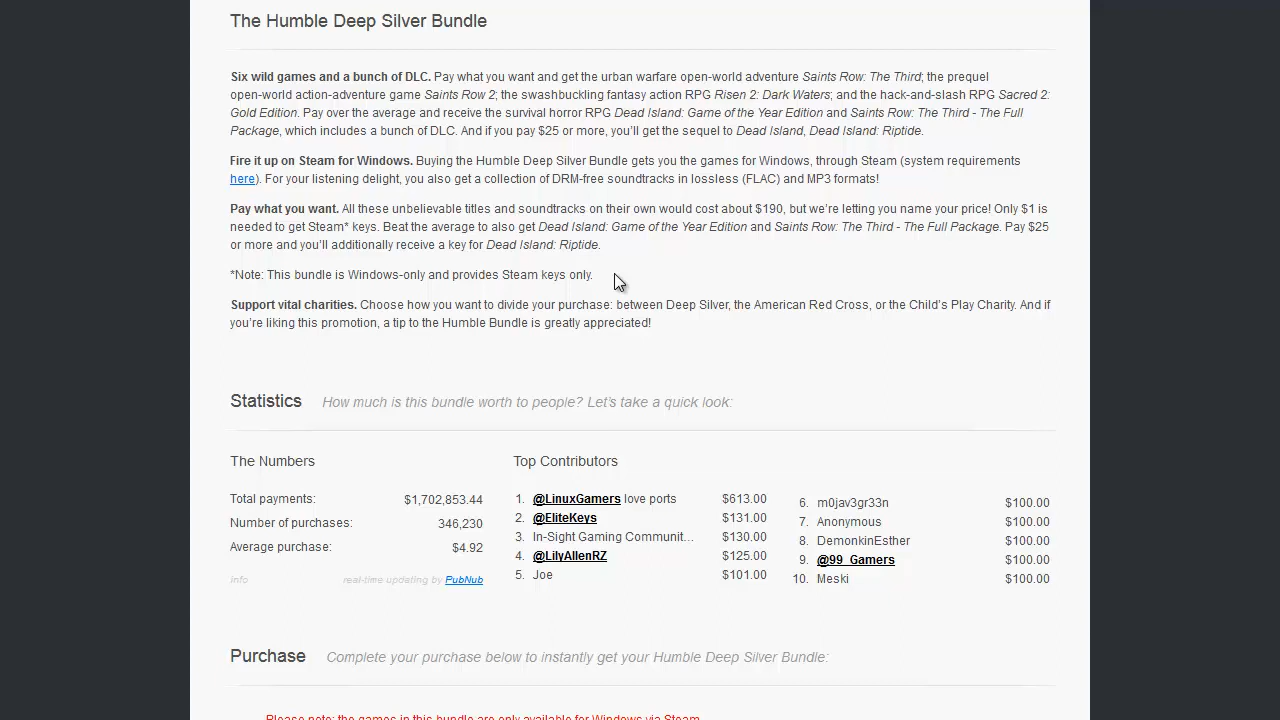 The Humble Deep Silver Bundle
Six wild games and a bunch of DLC. Pay what you want and get the urban warfare open-world adventure Saints Row: The Third; the prequel
open-world action-adventure game Saints Row 2; the swashbuckling fantasy action RPG Risen 2: Dark Waters; and the hack-and-slash RPG Sacred 2:
Gold Edition. Pay over the average and receive the survival horror RPG Dead Island: Game of the Year Edition and Saints Row: The Third - The Full
Package, which includes a bunch of DLC. And if you pay $25 or more, you'll get the sequel to Dead Island, Dead Island: Riptide.
Fire it up on Steam for Windows. Buying the Humble Deep Silver Bundle gets you the games for Windows, through Steam (system requirements
here). For your listening delight, you also get a collection of DRM-free soundtracks in lossless (FLAC) and MP3 formats!
Pay what you want. All these unbelievable titles and soundtracks on their own would cost about $190, but we're letting you name your price! Only $1 is
needed to get Steam* keys. Beat the average to also get Dead Island: Game of the Year Edition and Saints Row: The Third - The Full Package. Pay $25
or more and you'll additionally receive a key for Dead Island: Riptide.
*Note: This bundle is Windows-only and provides Steam keys only.
Support vital charities. Choose how you want to divide your purchase: between Deep Silver, the American Red Cross, or the Child's Play Charity. And if
you're liking this promotion, a tip to the Humble Bundle is greatly appreciated!
Statistics How much is this bundle worth to people? Let's take a quick look:
The Numbers
Total payments: $1,702,853.44
Number of purchases: 346,230
Average purchase: $4.92
info real-time updating by PubNub
Top Contributors
1. @LinuxGamers love ports $613.00
2. @EliteKeys $131.00
3. In-Sight Gaming Communit... $130.00
4. @LilyAllenRZ $125.00
5. Joe $101.00
6. m0jav3gr33n $100.00
7. Anonymous $100.00
8. DemonkinEsther $100.00
9. @99_Gamers $100.00
10. Meski $100.00
Purchase Complete your purchase below to instantly get your Humble Deep Silver Bundle:
Please note: the games in this bundle are only available for Windows via Steam